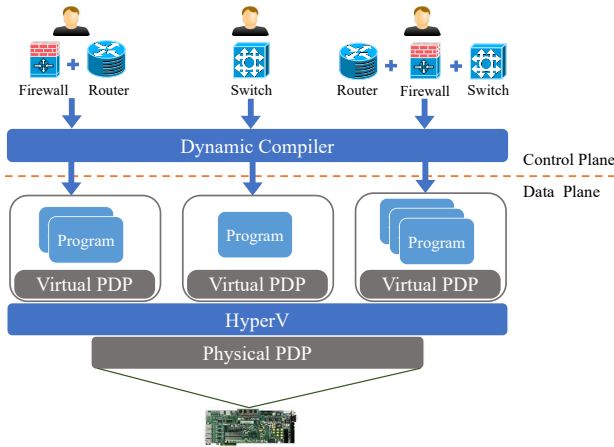 Firewall
Router
Switch
Router
Firewall
Switch
Dynamic Compiler
Control Plane
Data Plane
Program
Program
Program
Virtual PDP
Virtual PDP
Virtual PDP
HyperV
Physical PDP